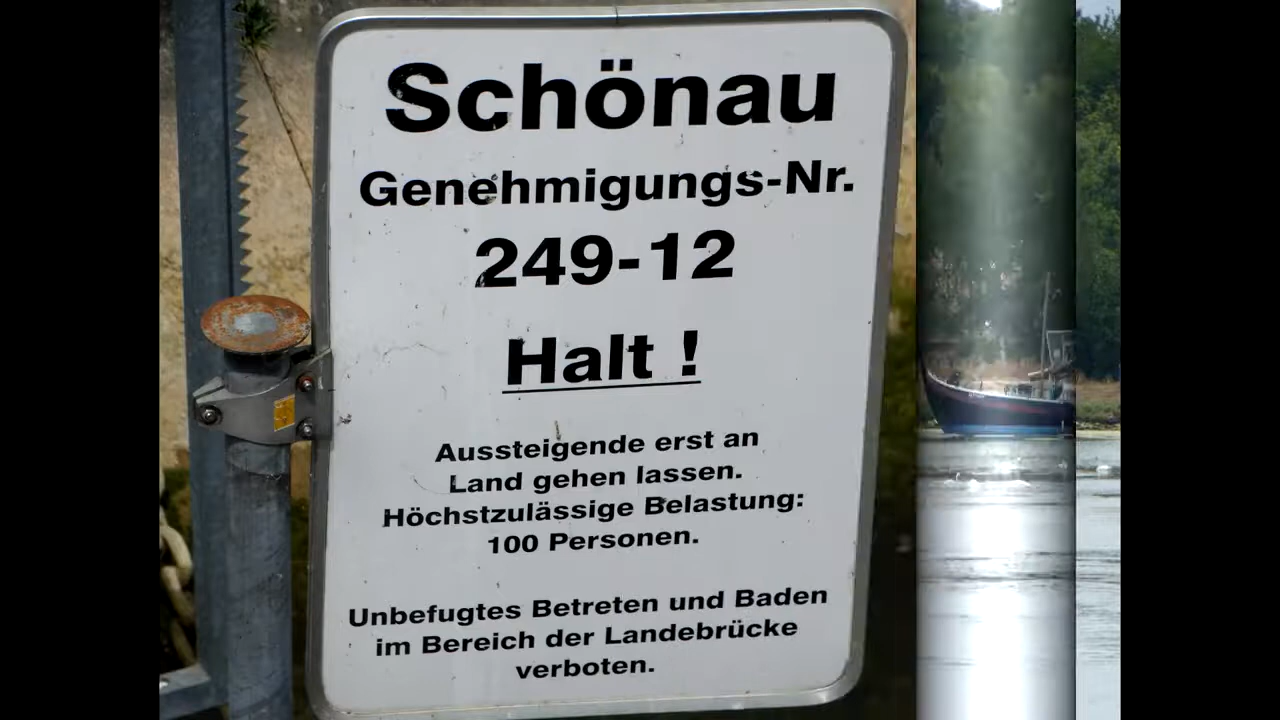 Schönau
Genehmigungs-Nr.
249-12
Halt !
Aussteigende erst an
Land gehen lassen.
Höchstzulässige Belastung:
100 Personen.
Unbefugtes Betreten und Baden
im Bereich der Landebrücke
verboten.